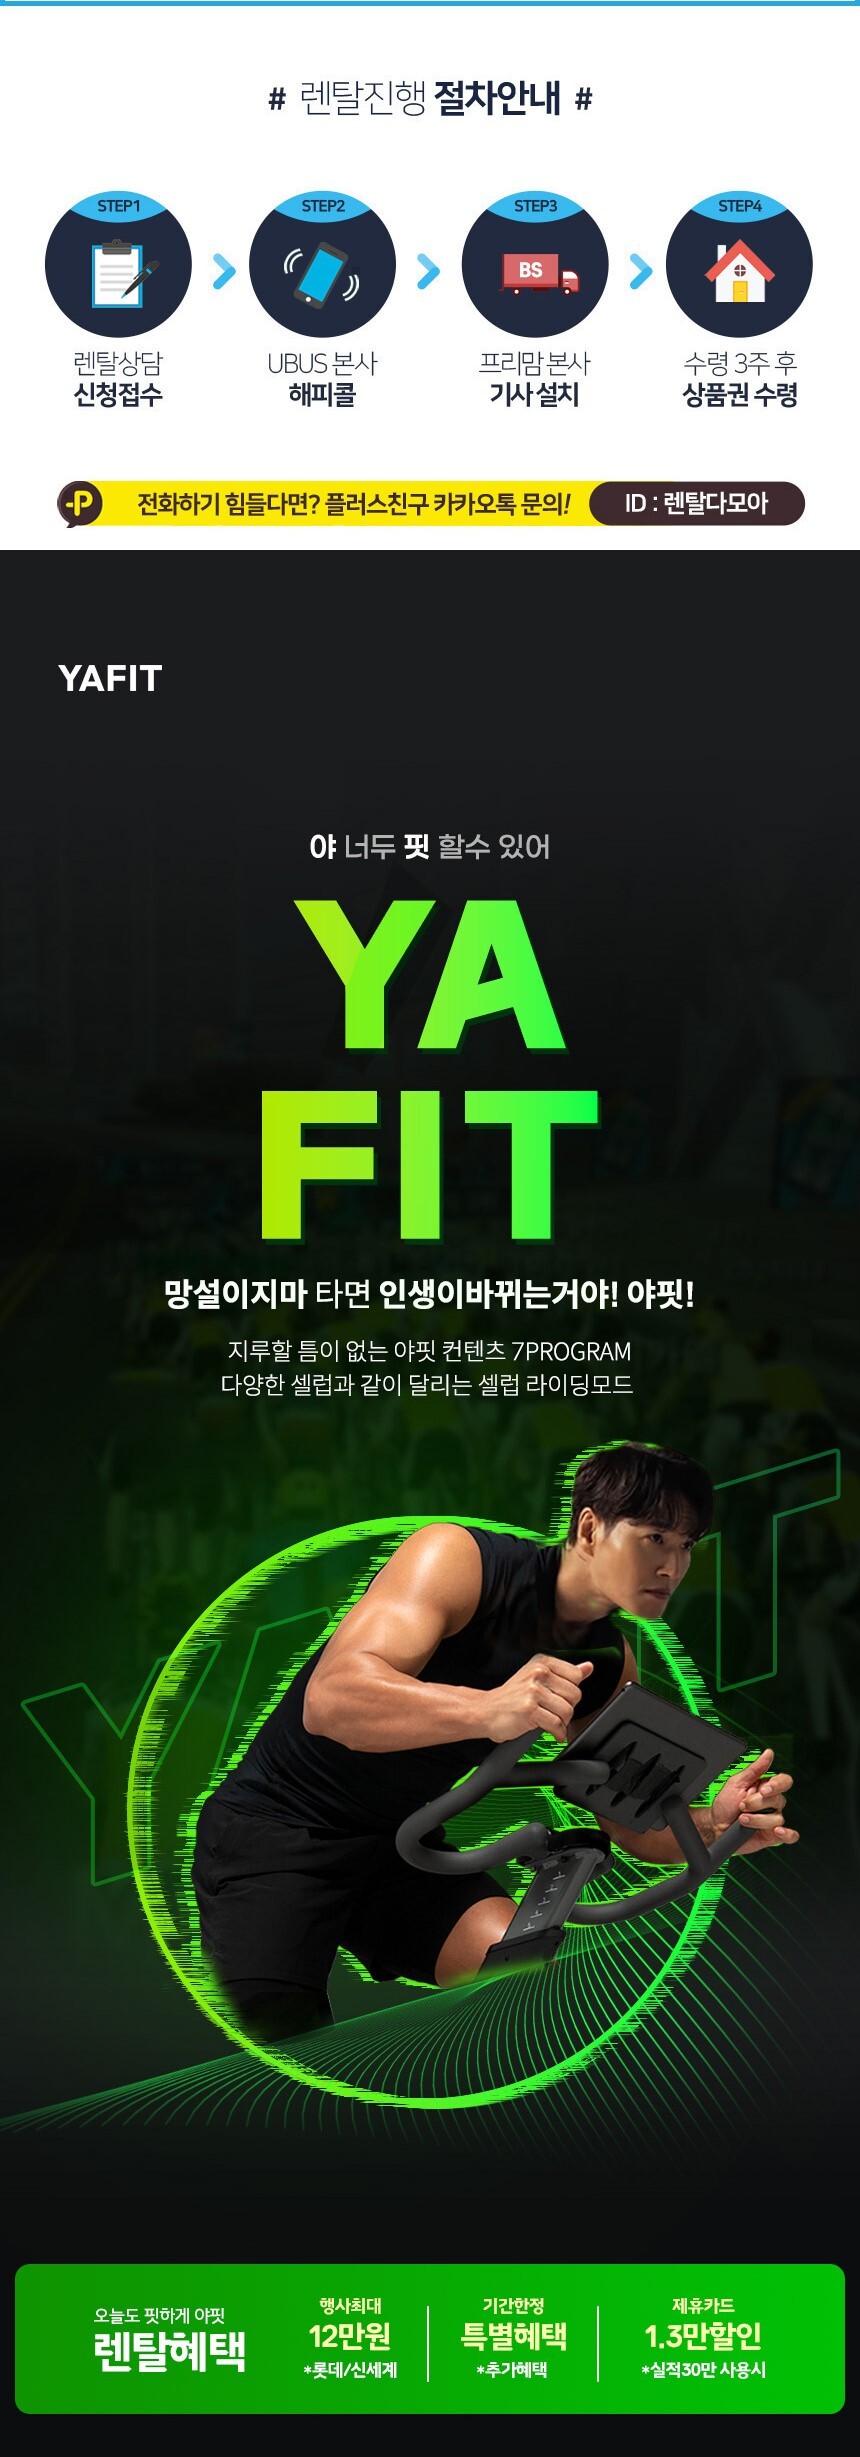 # 렌탈진행 절차안내 #
STEP1
STEP2
STEP3
STEP4
BS
렌탈상담
신청접수
UBUS 본사
해피콜
프리맘 본사
기사 설치
수령 3주 후
상품권 수령
P 전화하기 힘들다면? 플러스친구 카카오톡 문의! ID : 렌탈다모아
YAFIT
야 너두 핏 할수 있어
YA
FIT
망설이지마 타면 인생이바뀌는거야! 야핏!
지루할 틈이 없는 야핏 컨텐츠 7PROGRAM
다양한 셀럽과 같이 달리는 셀럽 라이딩모드
오늘도 핏하게 야핏
렌탈혜택
행사최대
12만원
*롯데/신세계
기간한정
특별혜택
*추가혜택
제휴카드
1.3만할인
*실적30만 사용시